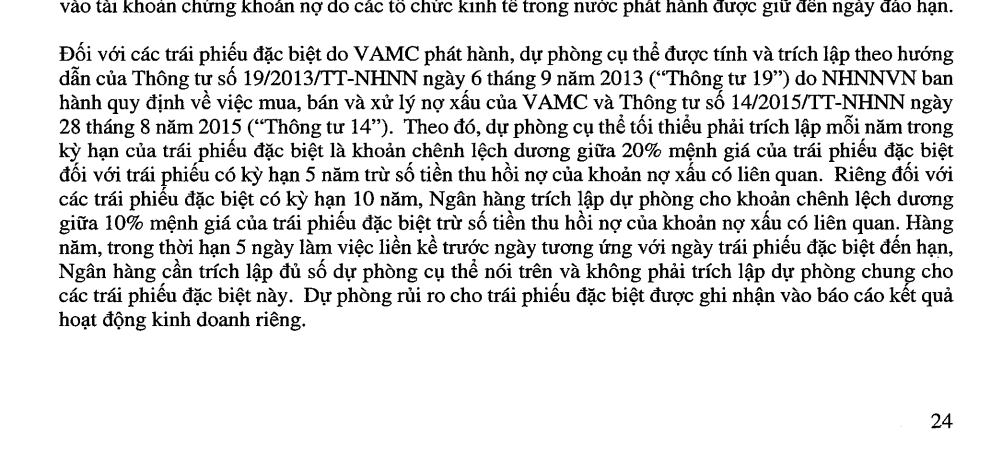 vào tài khoản chứng khoán nợ do các tổ chức kinh tế trong nước phát hành được giữ đến ngày đáo hạn.
Đối với các trái phiếu đặc biệt do VAMC phát hành, dự phòng cụ thể được tính và trích lập theo hướng
dẫn của Thông tư số 19/2013/TT-NHNN ngày 6 tháng 9 năm 2013 (“Thông tư 19”) do NHNNVN ban
hành quy định về việc mua, bán và xử lý nợ xấu của VAMC và Thông tư số 14/2015/TT-NHNN ngày
28 tháng 8 năm 2015 (“Thông tư 14”). Theo đó, dự phòng cụ thể tối thiểu phải trích lập mỗi năm trong
kỳ hạn của trái phiếu đặc biệt là khoản chênh lệch dương giữa 20% mệnh giá của trái phiếu đặc biệt
đối với trái phiếu có kỳ hạn 5 năm trừ số tiền thu hồi nợ của khoản nợ xấu có liên quan. Riêng đối với
các trái phiếu đặc biệt có kỳ hạn 10 năm, Ngân hàng trích lập dự phòng cho khoản chênh lệch dương
giữa 10% mệnh giá của trái phiếu đặc biệt trừ số tiền thu hồi nợ của khoản nợ xấu có liên quan. Hàng
năm, trong thời hạn 5 ngày làm việc liền kề trước ngày tương ứng với ngày trái phiếu đặc biệt đến hạn,
Ngân hàng cần trích lập đủ số dự phòng cụ thể nói trên và không phải trích lập dự phòng chung cho
các trái phiếu đặc biệt này. Dự phòng rủi ro cho trái phiếu đặc biệt được ghi nhận vào báo cáo kết quả
hoạt động kinh doanh riêng.
24